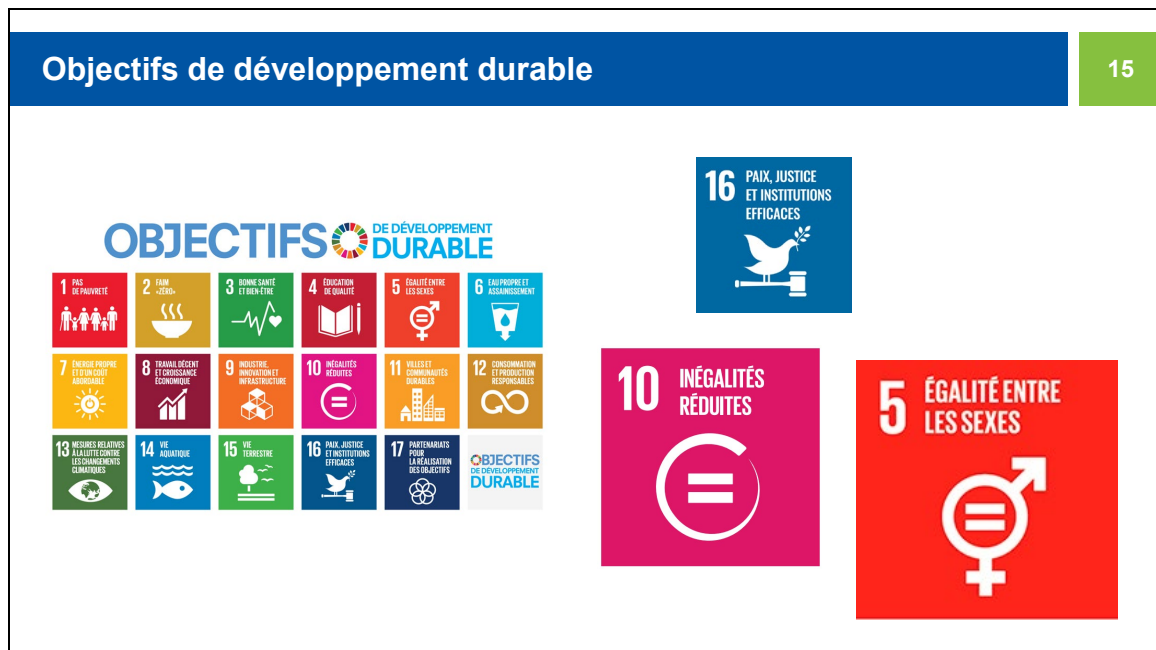 Objectifs de développement durable
15
OBJECTIFS DE DÉVELOPPEMENT
DURABLE
1 PAS
DE PAUVRETÉ
2 FAIM
«ZÉRO»
3 BONNE SANTÉ
ET BIEN-ÊTRE
4 ÉDUCATION
DE QUALITÉ
5 ÉGALITÉ ENTRE
LES SEXES
6 EAU PROPRE ET
ASSAINISSEMENT
7 ÉNERGIE PROPRE
ET D'UN COÛT
ABORDABLE
8 TRAVAIL DÉCENT
ET CROISSANCE
ÉCONOMIQUE
9 INDUSTRIE,
INNOVATION ET
INFRASTRUCTURE
10 INÉGALITÉS
RÉDUITES
11 VILLES ET
COMMUNAUTÉS
DURABLES
12 CONSOMMATION
ET PRODUCTION
RESPONSABLES
13 MESURES RELATIVES
À LA LUTTE CONTRE
LES CHANGEMENTS
CLIMATIQUES
14 VIE
AQUATIQUE
15 VIE
TERRESTRE
16 PAIX, JUSTICE
ET INSTITUTIONS
EFFICACES
17 PARTENARIATS
POUR
LA RÉALISATION
DES OBJECTIFS
OBJECTIFS
DE DÉVELOPPEMENT
DURABLE
16 PAIX, JUSTICE
ET INSTITUTIONS
EFFICACES
10 INÉGALITÉS
RÉDUITES
5 ÉGALITÉ ENTRE
LES SEXES